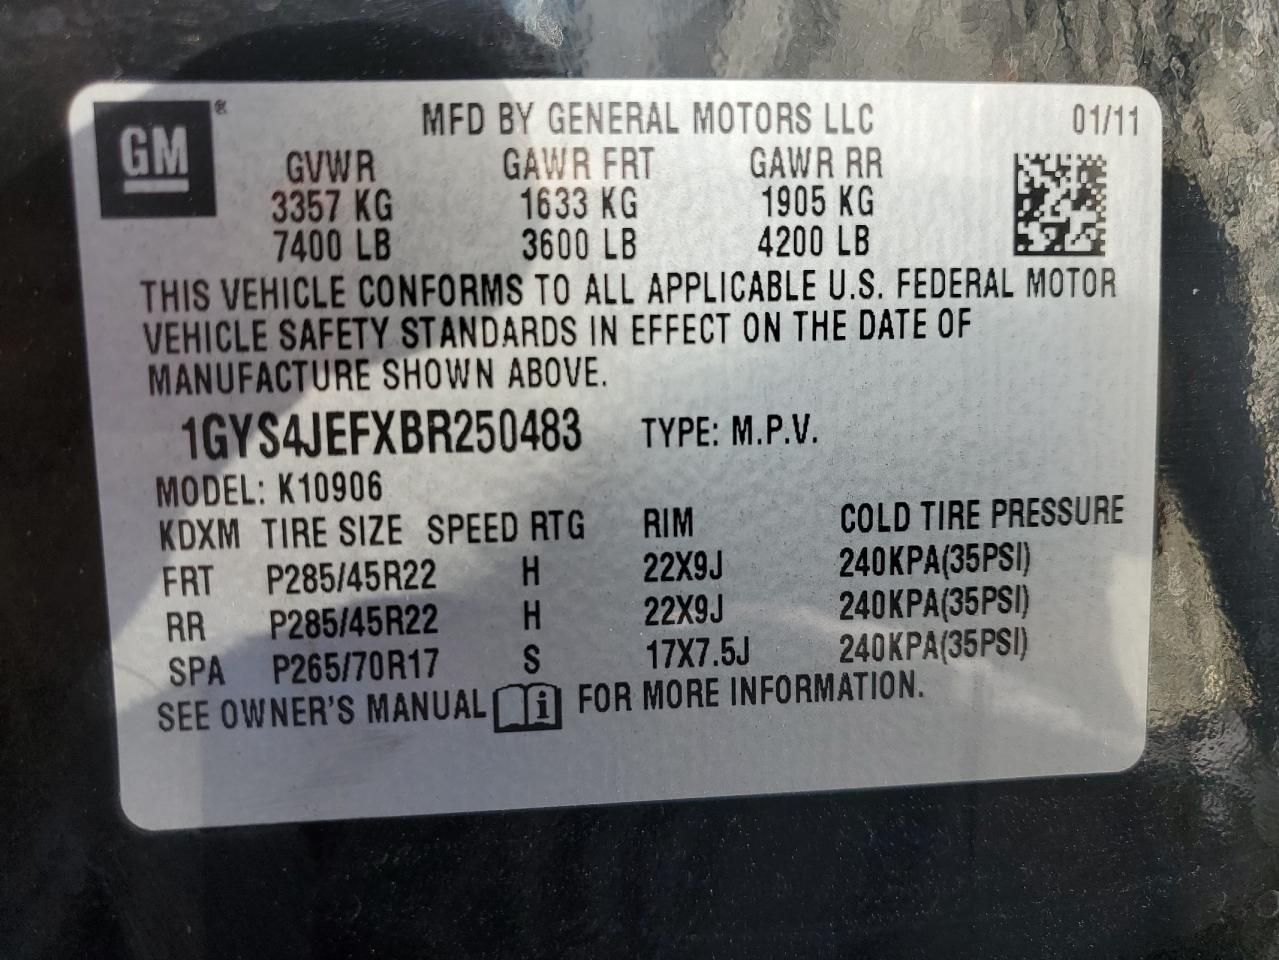 GM®
MFD BY GENERAL MOTORS LLC 01/11
GVWR GAWR FRT GAWR RR
3357 KG 1633 KG 1905 KG
7400 LB 3600 LB 4200 LB
THIS VEHICLE CONFORMS TO ALL APPLICABLE U.S. FEDERAL MOTOR
VEHICLE SAFETY STANDARDS IN EFFECT ON THE DATE OF
MANUFACTURE SHOWN ABOVE.
1GYS4JEFXBR250483 TYPE: M.P.V.
MODEL: K10906
KDXM TIRE SIZE SPEED RTG RIM COLD TIRE PRESSURE
FRT P285/45R22 H 22X9J 240KPA(35PSI)
RR P285/45R22 H 22X9J 240KPA(35PSI)
SPA P265/70R17 S 17X7.5J 240KPA(35PSI)
SEE OWNER'S MANUAL i FOR MORE INFORMATION.